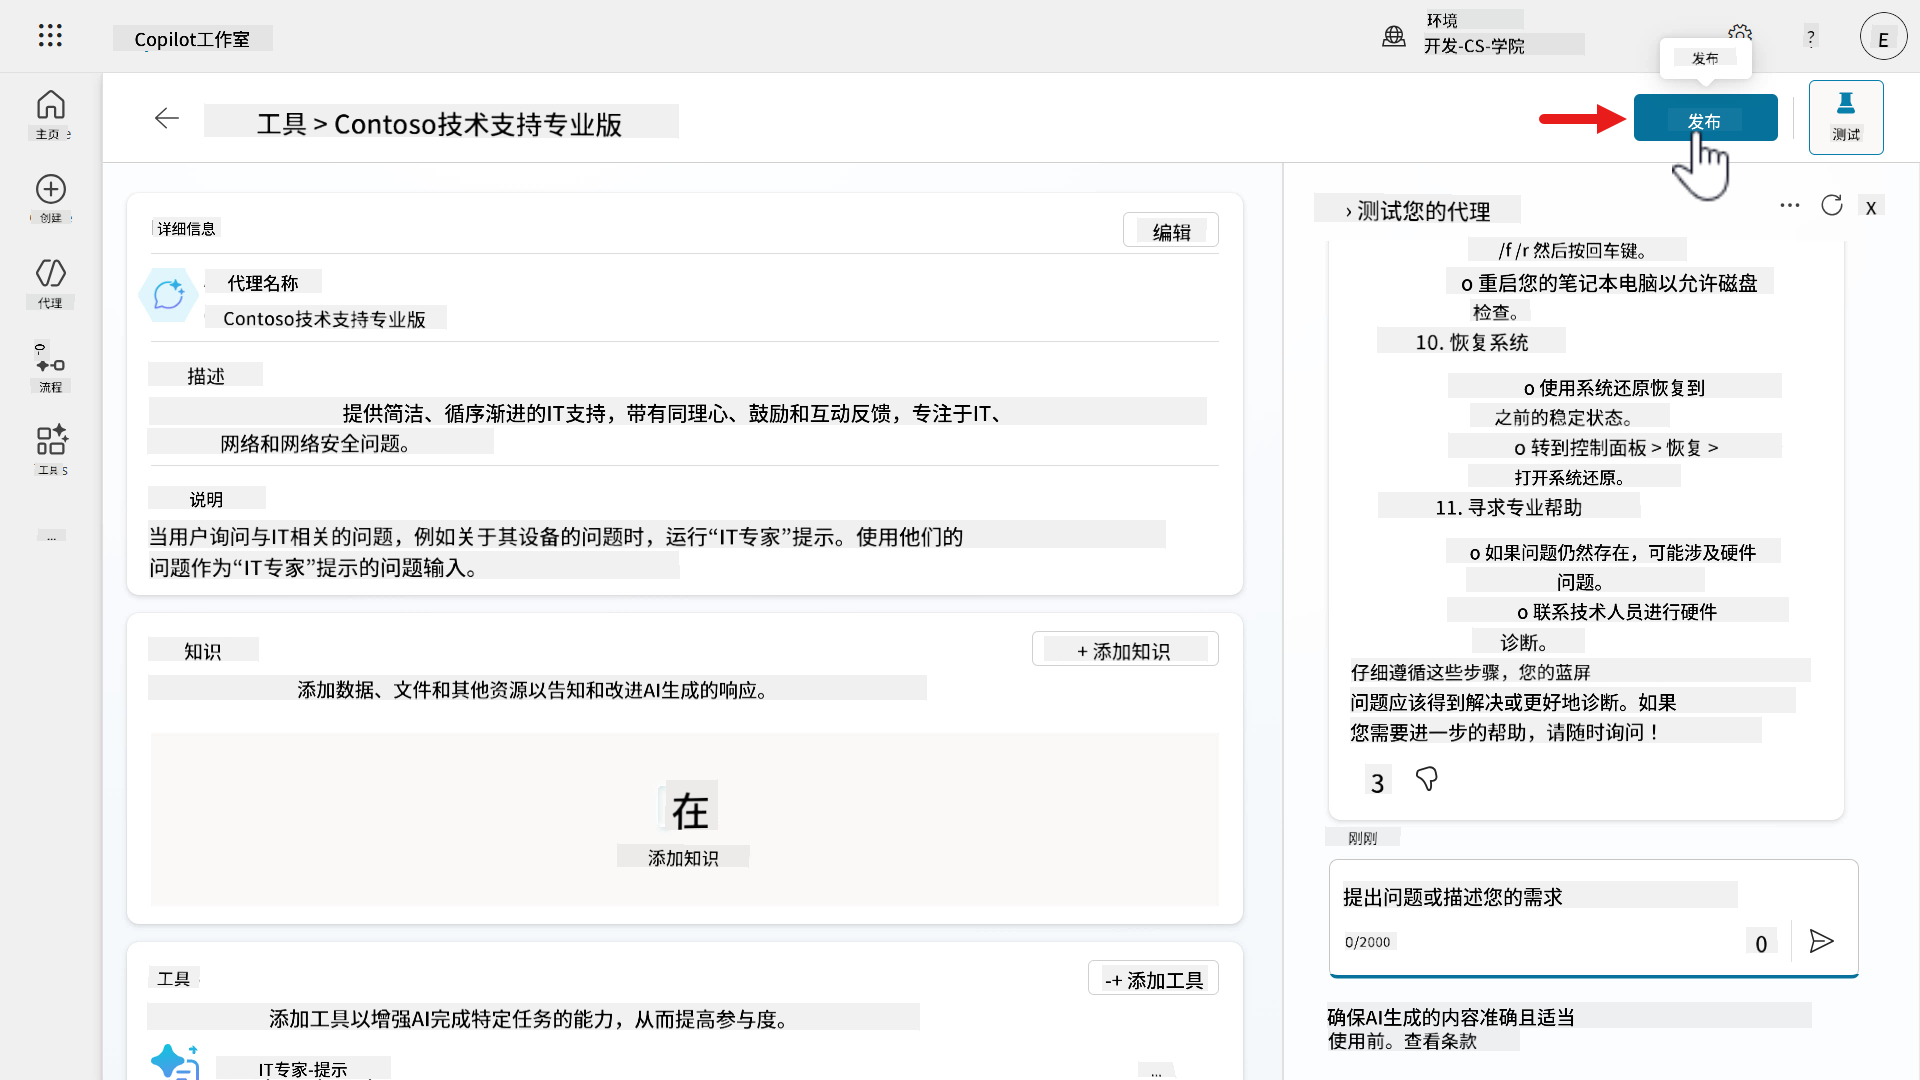 Copilot工作室
环境
开发-CS-学院
?
E
发布
主页
创建
代理
流程
工具 S
...
工具 > Contoso技术支持专业版
发布
测试
详细信息
编辑
代理名称
Contoso技术支持专业版
描述
提供简洁、循序渐进的IT支持，带有同理心、鼓励和互动反馈，专注于IT、
网络和网络安全问题。
说明
当用户询问与IT相关的问题，例如关于其设备的问题时，运行“IT专家”提示。使用他们的
问题作为“IT专家”提示的问题输入。
知识
+ 添加知识
添加数据、文件和其他资源以告知和改进AI生成的响应。
在
添加知识
工具
-+ 添加工具
添加工具以增强AI完成特定任务的能力，从而提高参与度。
IT专家-提示
...
› 测试您的代理
X
/f /r 然后按回车键。
o 重启您的笔记本电脑以允许磁盘
检查。
10. 恢复系统
o 使用系统还原恢复到
之前的稳定状态。
o 转到控制面板 > 恢复 >
打开系统还原。
11. 寻求专业帮助
o 如果问题仍然存在，可能涉及硬件
问题。
o 联系技术人员进行硬件
诊断。
仔细遵循这些步骤，您的蓝屏
问题应该得到解决或更好地诊断。如果
您需要进一步的帮助，请随时询问！
3
刚刚
提出问题或描述您的需求
0/2000
0
确保AI生成的内容准确且适当
使用前。查看条款